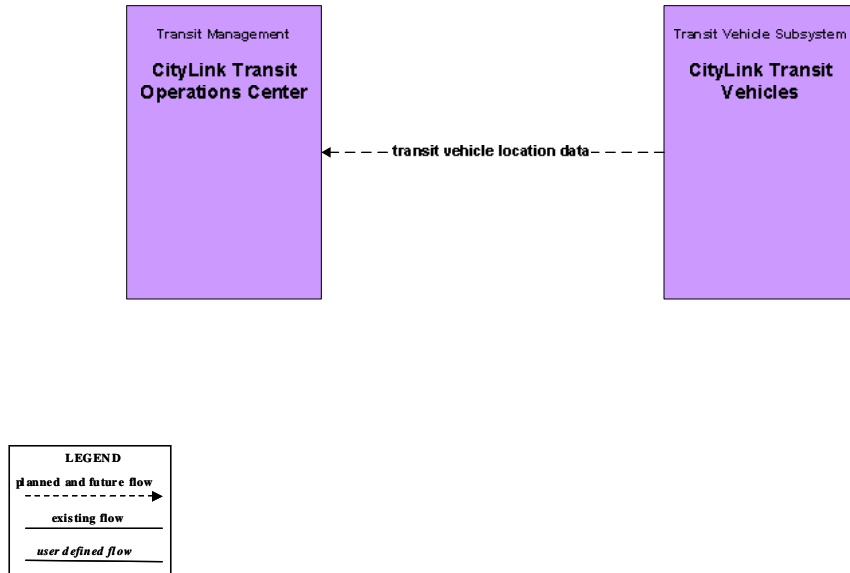 Transit Management
CityLink Transit
Operations Center
Transit Vehicle Subsystem
CityLink Transit
Vehicles
transit vehicle location data
LEGEND
planned and future flow
existing flow
user defined flow